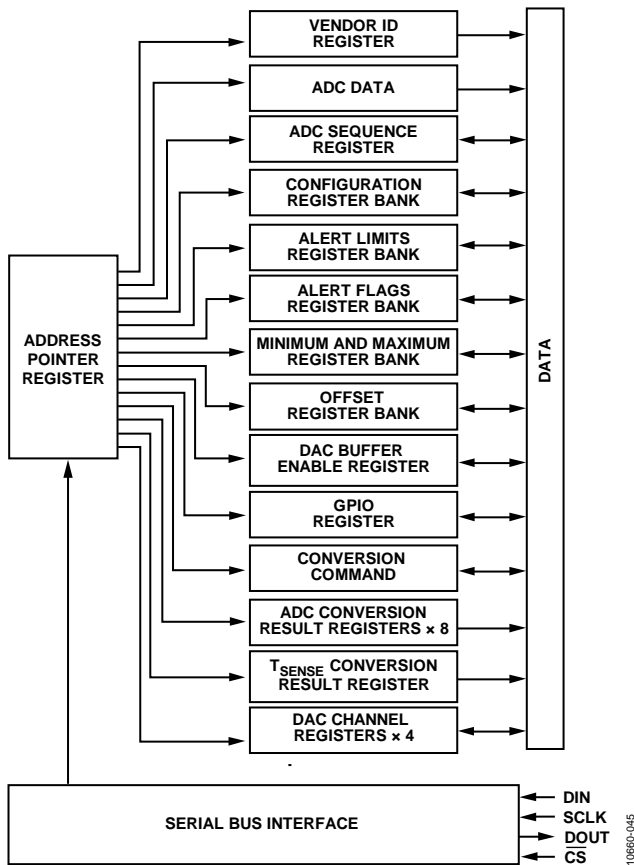 VENDOR ID
REGISTER
ADC DATA
ADC SEQUENCE
REGISTER
CONFIGURATION
REGISTER BANK
ALERT LIMITS
REGISTER BANK
ALERT FLAGS
REGISTER BANK
ADDRESS
POINTER
REGISTER
MINIMUM AND MAXIMUM
REGISTER BANK
DATA
OFFSET
REGISTER BANK
DAC BUFFER
ENABLE REGISTER
GPIO
REGISTER
CONVERSION
COMMAND
ADC CONVERSION
RESULT REGISTERS × 8
TSENSE CONVERSION
RESULT REGISTER
DAC CHANNEL
REGISTERS × 4
SERIAL BUS INTERFACE
DIN
SCLK
DOUT
CS
10660-045